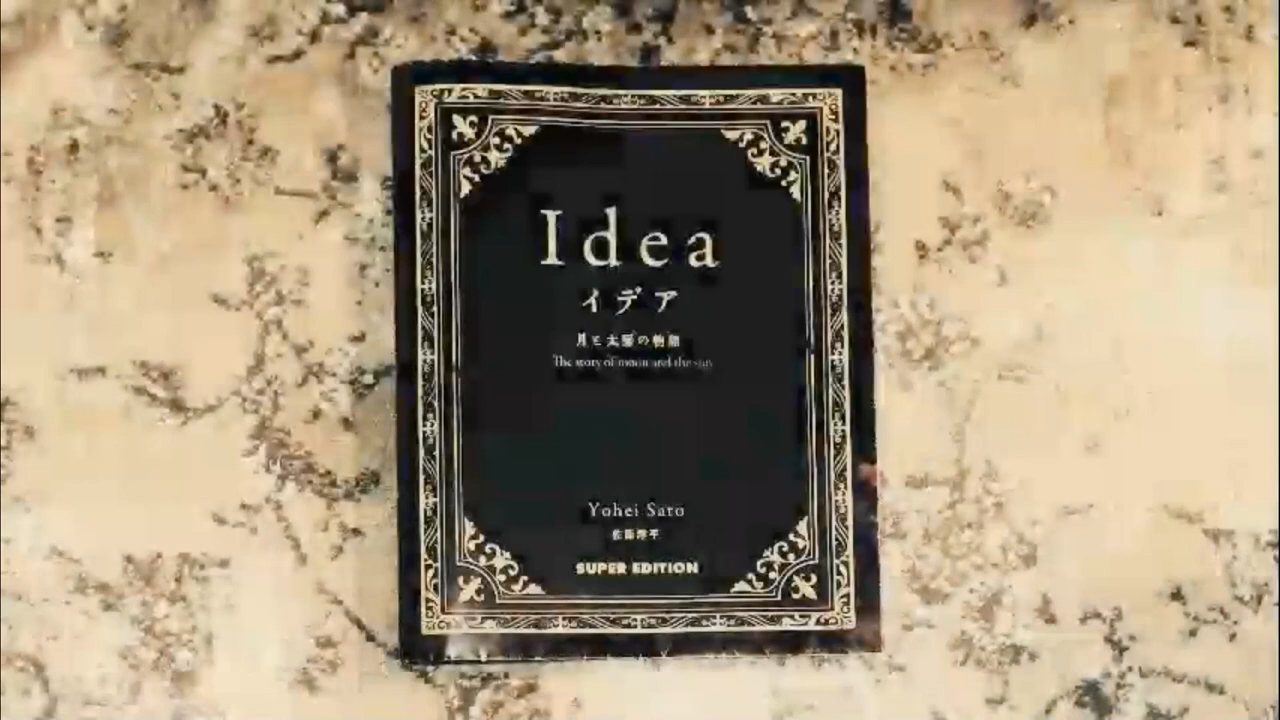 Idea
イデア
月と太陽の物語
The story of moon and the sun
Yohei Sato
佐藤洋平
SUPER EDITION